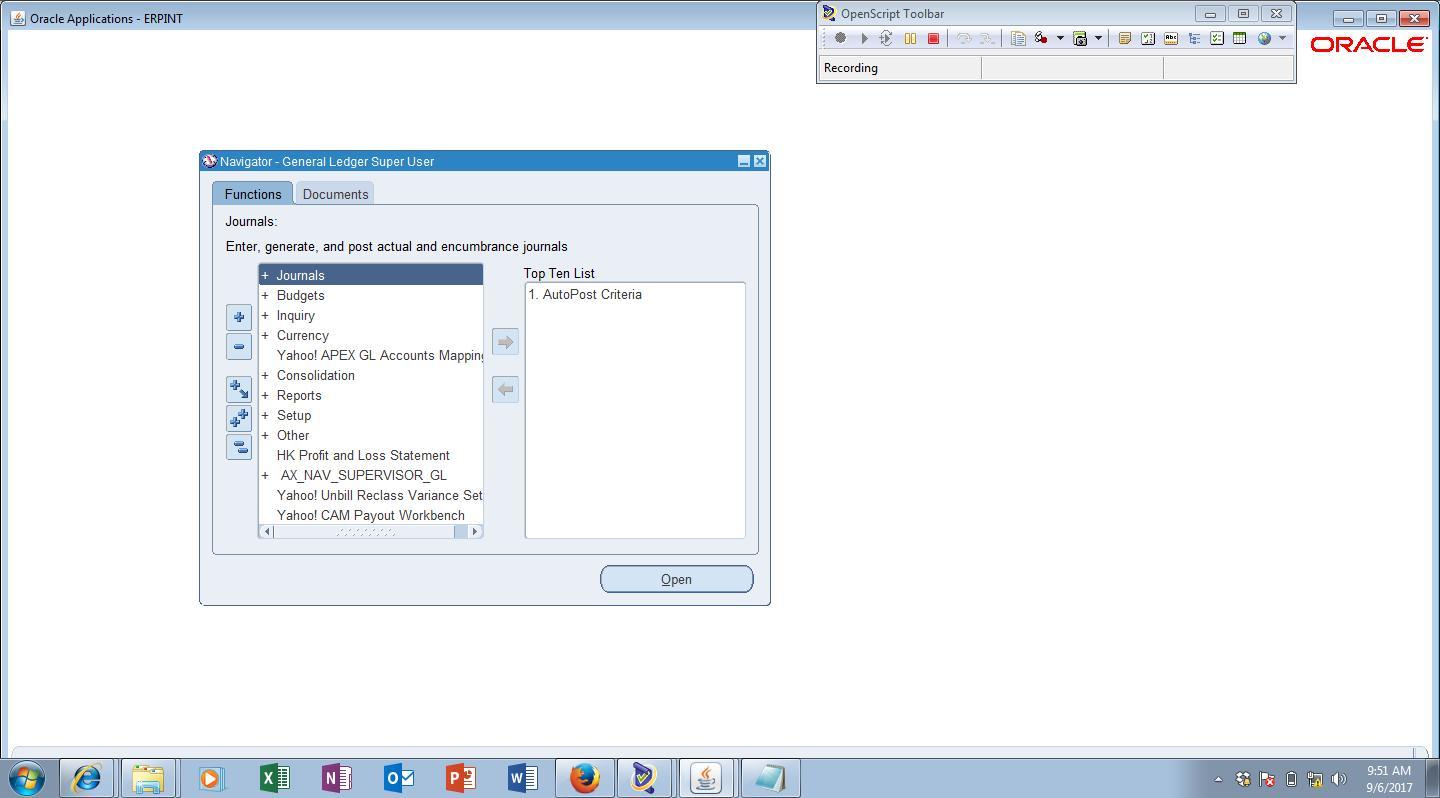 Oracle Applications - ERPINT
OpenScript Toolbar
Recording
ORACLE
Navigator - General Ledger Super User
Functions
Documents
Journals:
Enter, generate, and post actual and encumbrance journals
+ Journals
+ Budgets
+ Inquiry
+ Currency
Yahoo! APEX GL Accounts Mapping
+ Consolidation
+ Reports
+ Setup
+ Other
HK Profit and Loss Statement
+ AX_NAV_SUPERVISOR_GL
Yahoo! Unbill Reclass Variance Set
Yahoo! CAM Payout Workbench
Top Ten List
1. AutoPost Criteria
Open
9:51 AM
9/6/2017